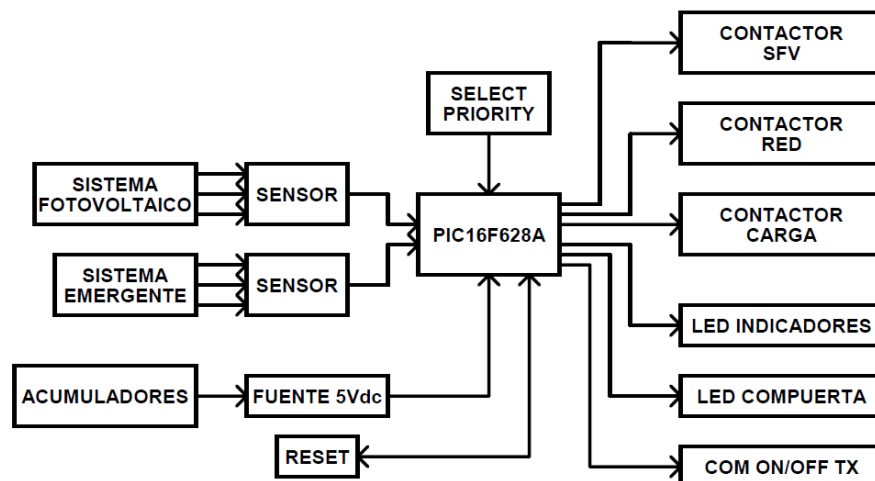 CONTACTOR
SFV
SELECT
PRIORITY
CONTACTOR
RED
SISTEMA
FOTOVOLTAICO
SENSOR
PIC16F628A
CONTACTOR
CARGA
SISTEMA
EMERGENTE
SENSOR
LED INDICADORES
ACUMULADORES
FUENTE 5Vdc
LED COMPUERTA
RESET
COM ON/OFF TX